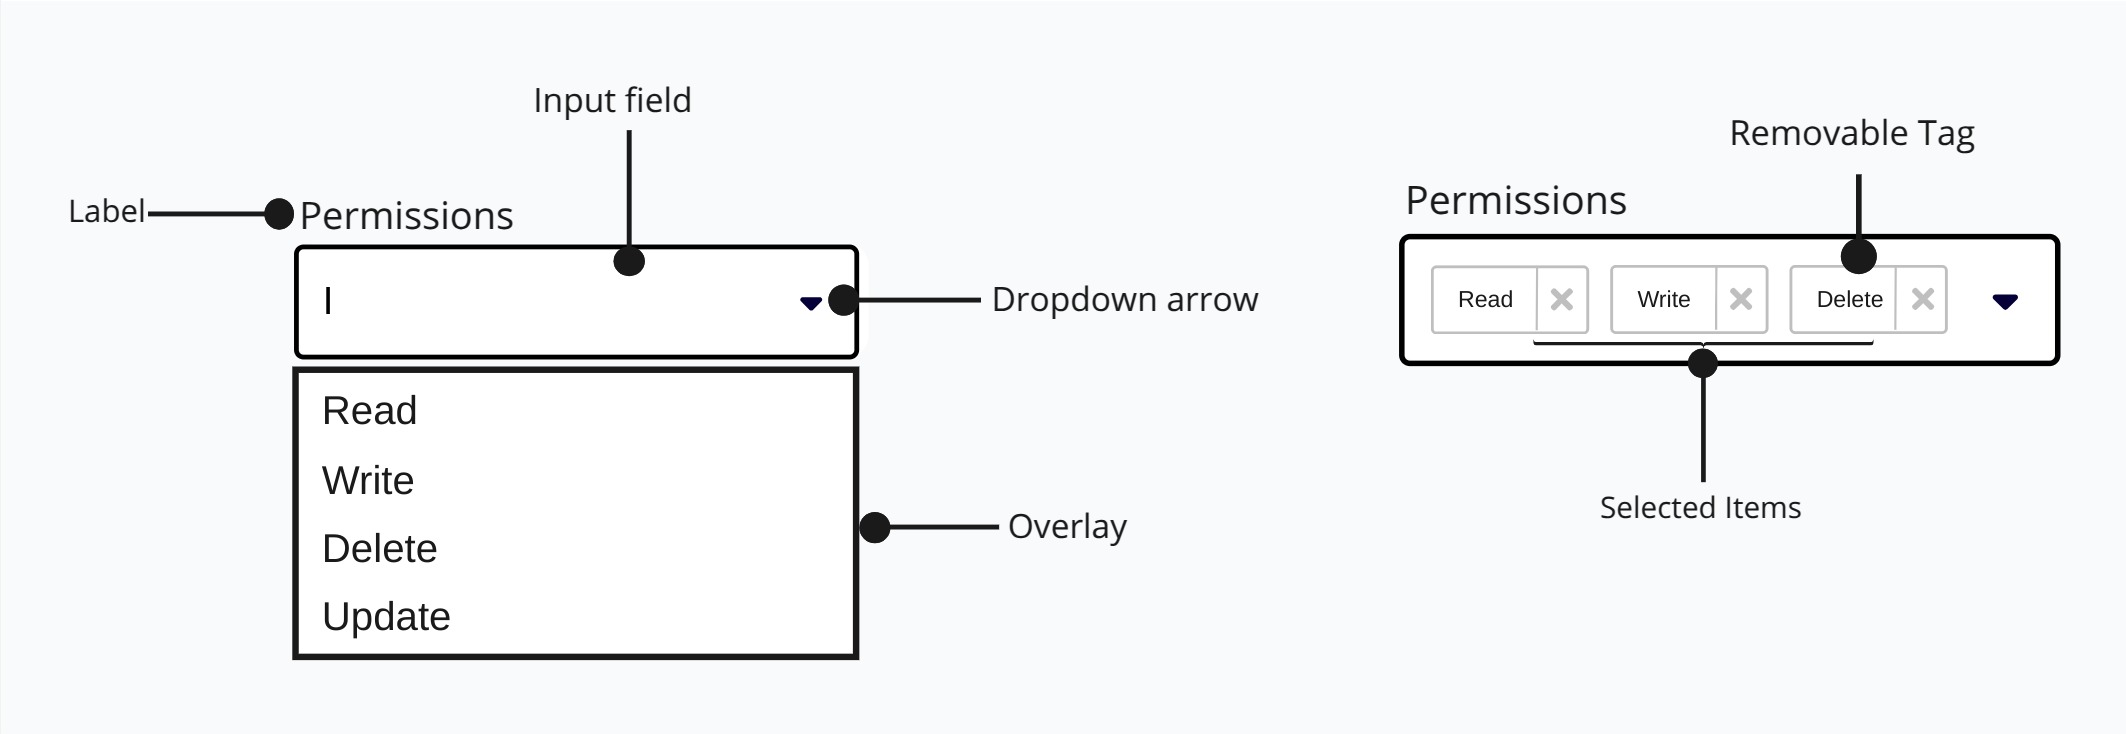 Input field
Label
Permissions
Dropdown arrow
Read
Write
Delete
Update
Overlay
Removable Tag
Permissions
Read
Write
Delete
Selected Items